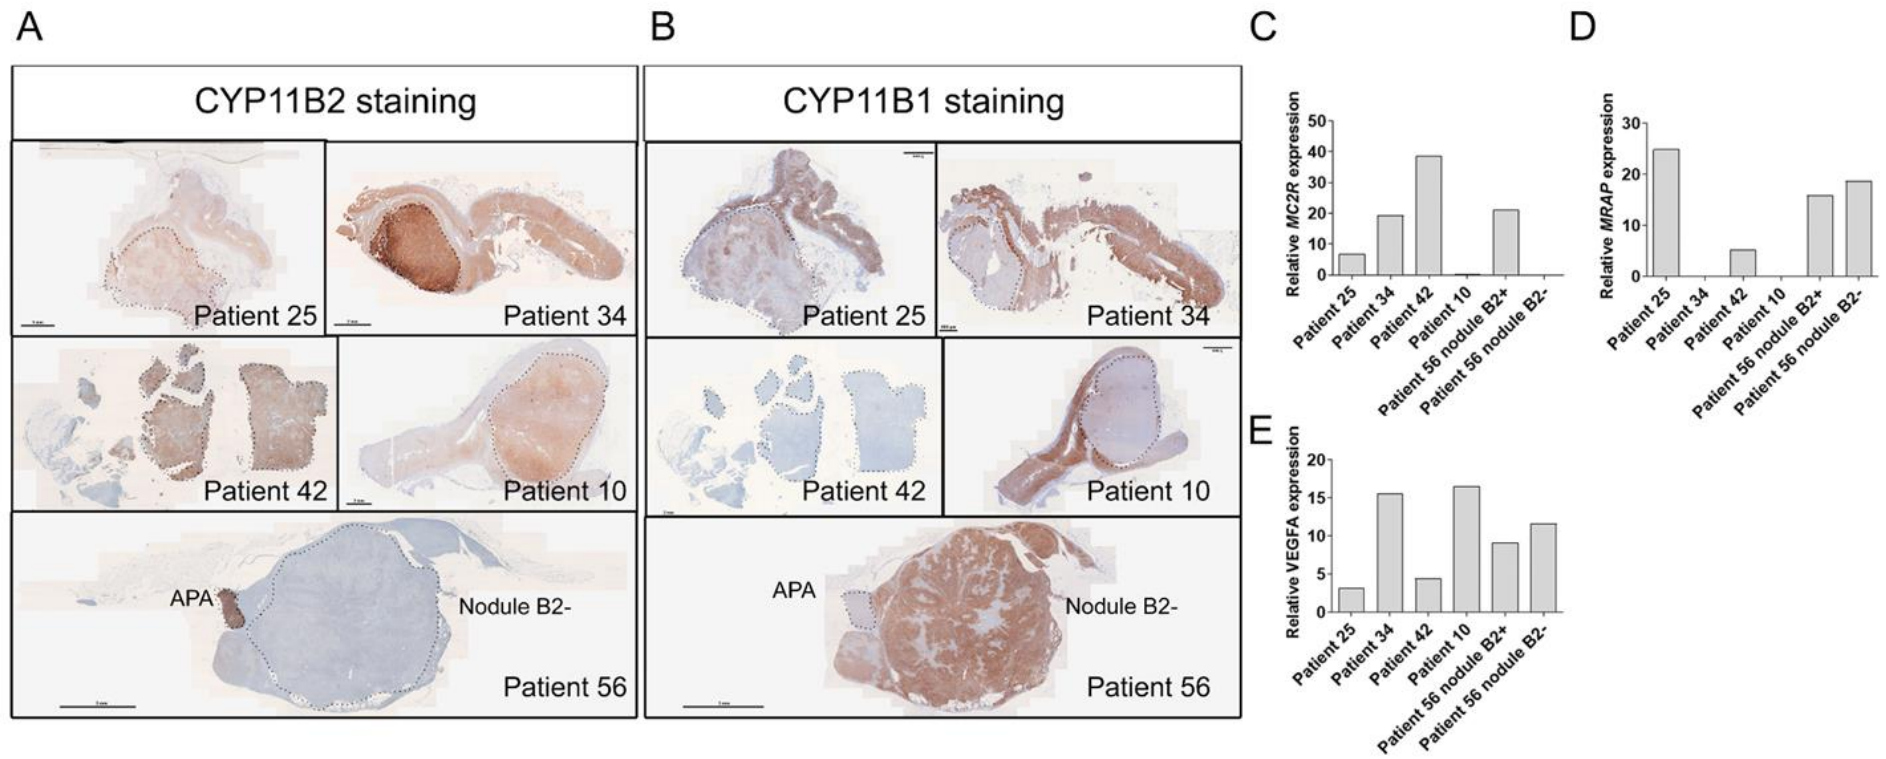 A
B
C
D
CYP11B2 staining
CYP11B1 staining
Patient 25
Patient 34
Patient 25
Patient 34
Patient 42
Patient 10
Patient 42
Patient 10
APA
Nodule B2-
Patient 56
APA
Nodule B2-
Patient 56
Relative MC2R expression
50
40
30
20
10
0
Patient 25
Patient 34
Patient 42
Patient 10
Patient 56 nodule B2+
Patient 56 nodule B2-
Relative MRAP expression
30
20
10
0
Patient 25
Patient 34
Patient 42
Patient 10
Patient 56 nodule B2+
Patient 56 nodule B2-
E
Relative VEGFA expression
20
15
10
5
0
Patient 25
Patient 34
Patient 42
Patient 10
Patient 56 nodule B2+
Patient 56 nodule B2-